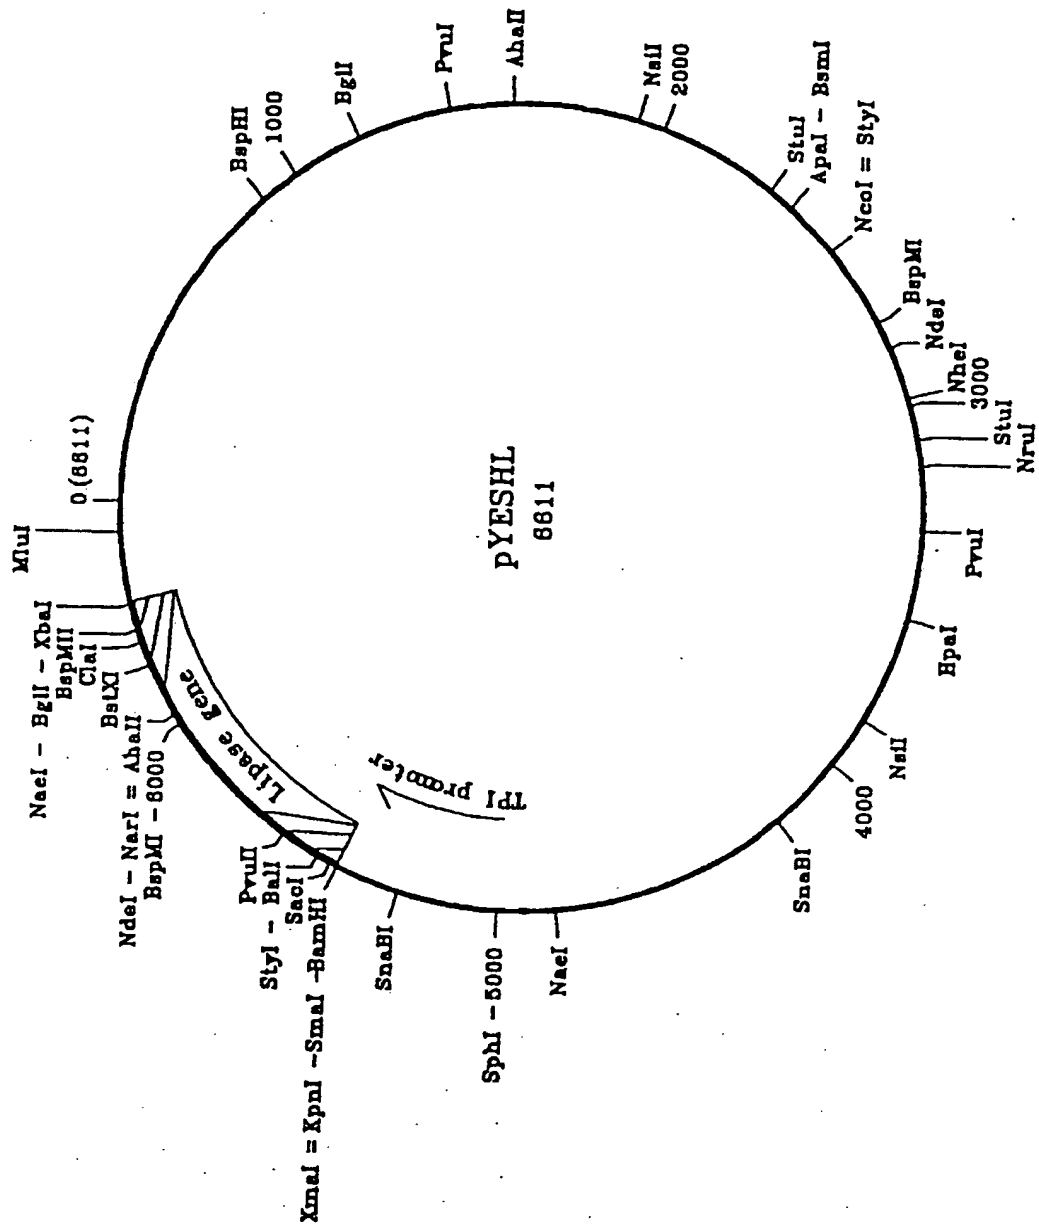 MluI
0.(6611)
BspHI
1000
BglI
PvuI
AhaII
NsiI
2000
StuI
ApaI – BsmI
NcoI = StyI
BspMI
NdeI
NheI
3000
StuI
NruI
PvuI
HpaI
NsiI
4000
SnaBI
NaeI
SphI – 5000
SnaBI
XmaI = KpnI –SmaI –BamHI
SacI
StyI – BalI
PvuII
BspMI – 6000
NdeI – NarI = AhaII
BstXI
ClaI
BspMII
NaeI – BglI – XbaI
Lipase gene
TPI promoter
pYESHL
6611